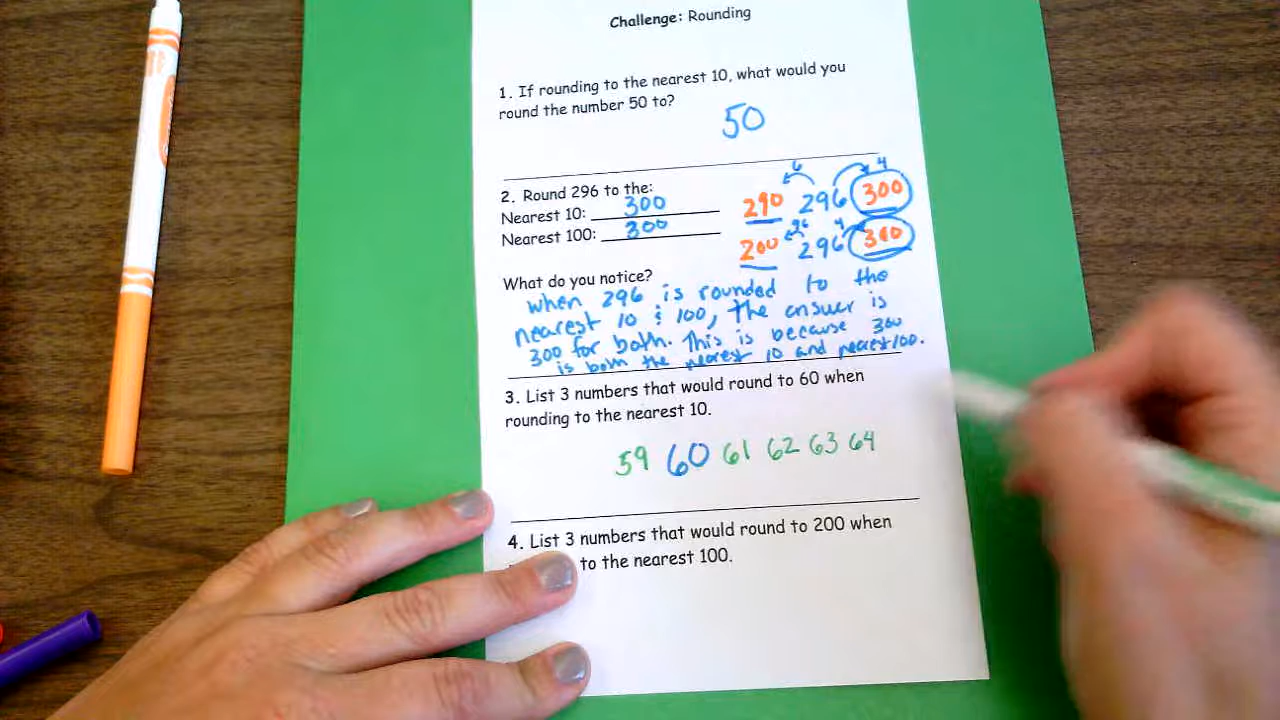 Challenge: Rounding
1. If rounding to the nearest 10, what would you
round the number 50 to?
50
2. Round 296 to the:
Nearest 10: 300
Nearest 100: 300
6 4
290 296 300
96 4
200 296 300
What do you notice?
When 296 is rounded to the
nearest 10 & 100, the answer is
300 for both. This is because 300
is both the nearest 10 and nearest 100.
3. List 3 numbers that would round to 60 when
rounding to the nearest 10.
59 60 61 62 63 64
4. List 3 numbers that would round to 200 when
to the nearest 100.